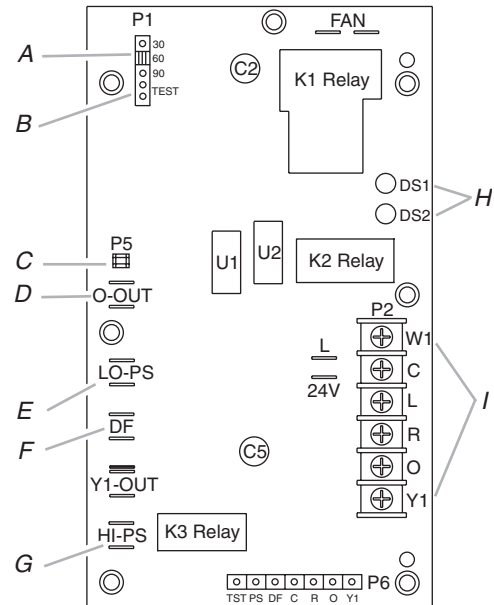 P1
FAN
30
A
60
C2
K1 Relay
90
TEST
B
DS1
H
DS2
P5
U1
U2
K2 Relay
C
D
O-OUT
P2
W1
L
C
LO-PS
24V
L
I
E
DF
R
F
C5
O
Y1-OUT
Y1
HI-PS
K3 Relay
G
P6
TST PS DF C R O Y1